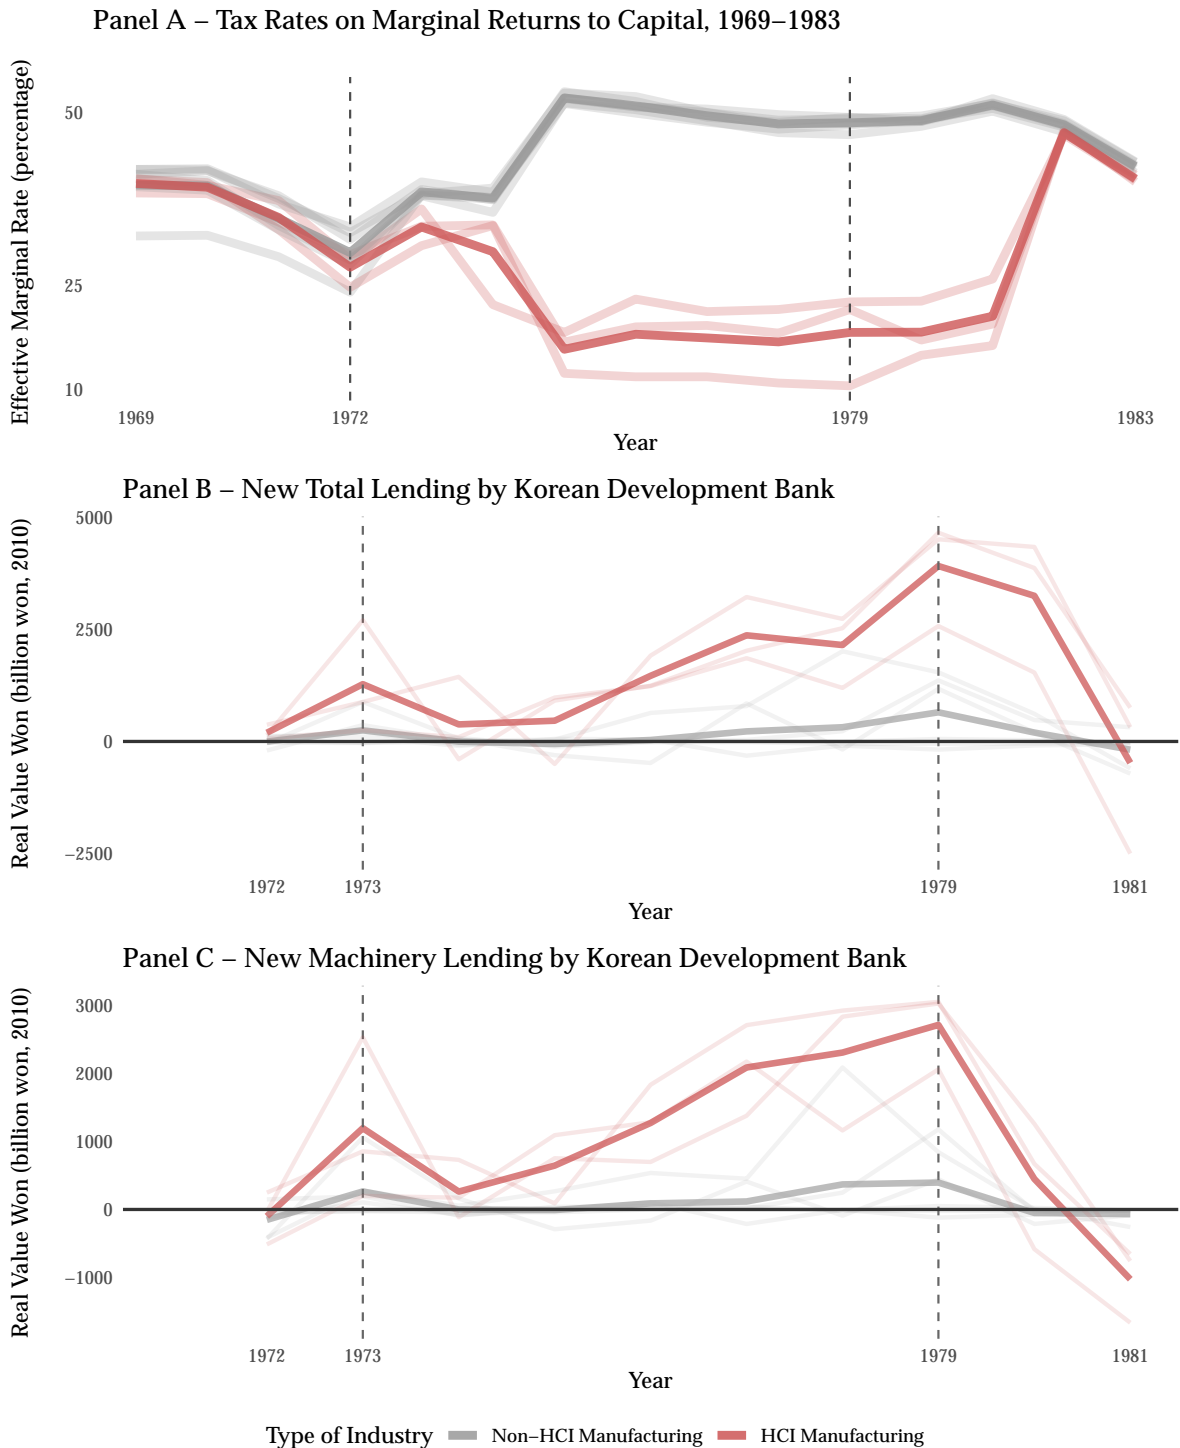 Panel A – Tax Rates on Marginal Returns to Capital, 1969–1983
Effective Marginal Rate (percentage)
50
25
10
1969 1972 1979 1983
Year
Panel B – New Total Lending by Korean Development Bank
Real Value Won (billion won, 2010)
5000
2500
0
−2500
1972 1973 1979 1981
Year
Panel C – New Machinery Lending by Korean Development Bank
Real Value Won (billion won, 2010)
3000
2000
1000
0
−1000
1972 1973 1979 1981
Year
Type of Industry Non−HCI Manufacturing HCI Manufacturing